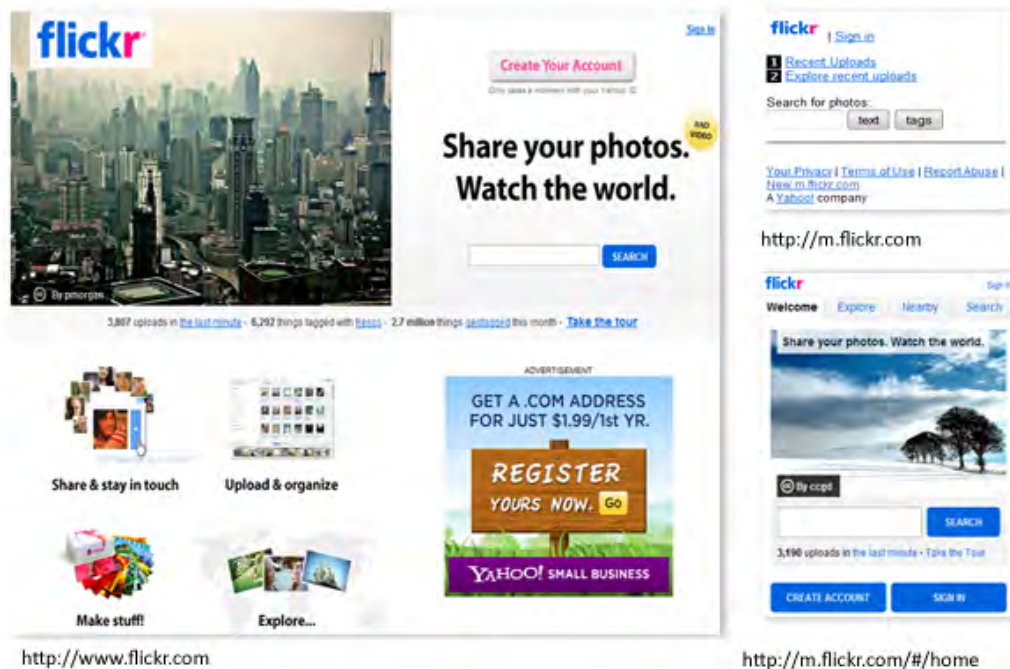 flickr
Sign In
Create Your Account
Only takes a moment with your Yahoo! ID
AND VIDEO
Share your photos.
Watch the world.
SEARCH
By pmorgan
uploads in the last minute - 6,292 things tagged with - 2.7 million things geotagged this month - Take the tour
Share & stay in touch
Upload & organize
Make stuff!
Explore...
ADVERTISEMENT
GET A .COM ADDRESS
FOR JUST $1.99/1st YR.
REGISTER
YOURS NOW. Go
YAHOO! SMALL BUSINESS
http://www.flickr.com
flickr | Sign in
1 Recent Uploads
2 Explore recent uploads
Search for photos:
text tags
Your Privacy | Terms of Use | Report Abuse |
New m.flickr.com
A Yahoo! company
http://m.flickr.com
flickr
Sign In
Welcome Explore Nearby Search
Share your photos. Watch the world.
By ccgd
SEARCH
3,190 uploads in the last minute - Take the Tour
CREATE ACCOUNT SIGN IN
http://m.flickr.com/#/home